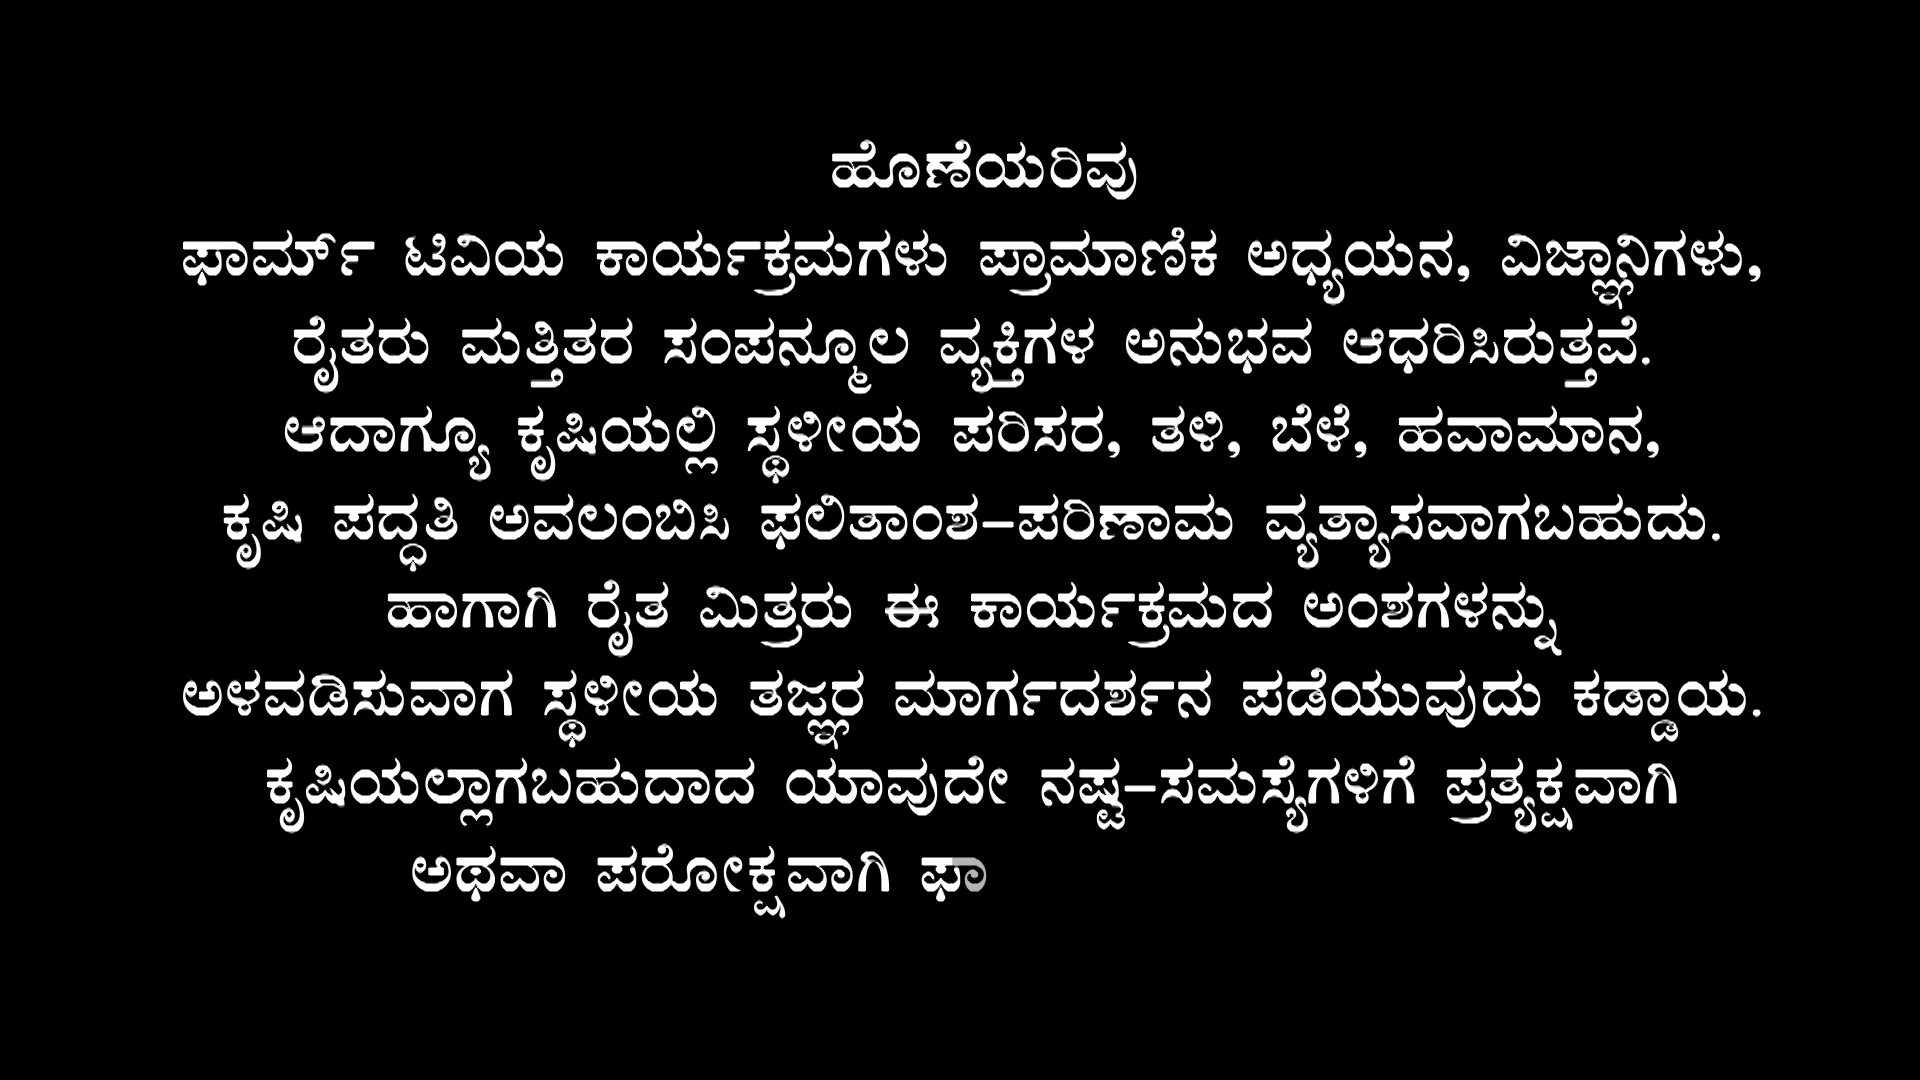 ಹೊಣೆಯರಿವು
ಫಾರ್ಮ್ ಟಿವಿಯ ಕಾರ್ಯಕ್ರಮಗಳು ಪ್ರಾಮಾಣಿಕ ಅಧ್ಯಯನ, ವಿಜ್ಞಾನಿಗಳು,
ರೈತರು ಮತ್ತಿತರ ಸಂಪನ್ಮೂಲ ವ್ಯಕ್ತಿಗಳ ಅನುಭವ ಆಧರಿಸಿರುತ್ತವೆ.
ಆದಾಗ್ಯೂ ಕೃಷಿಯಲ್ಲಿ ಸ್ಥಳೀಯ ಪರಿಸರ, ತಳಿ, ಬೆಳೆ, ಹವಾಮಾನ,
ಕೃಷಿ ಪದ್ಧತಿ ಅವಲಂಬಿಸಿ ಫಲಿತಾಂಶ-ಪರಿಣಾಮ ವ್ಯತ್ಯಾಸವಾಗಬಹುದು.
ಹಾಗಾಗಿ ರೈತ ಮಿತ್ರರು ಈ ಕಾರ್ಯಕ್ರಮದ ಅಂಶಗಳನ್ನು
ಅಳವಡಿಸುವಾಗ ಸ್ಥಳೀಯ ತಜ್ಞರ ಮಾರ್ಗದರ್ಶನ ಪಡೆಯುವುದು ಕಡ್ಡಾಯ.
ಕೃಷಿಯಲ್ಲಾಗಬಹುದಾದ ಯಾವುದೇ ನಷ್ಟ-ಸಮಸ್ಯೆಗಳಿಗೆ ಪ್ರತ್ಯಕ್ಷವಾಗಿ
ಅಥವಾ ಪರೋಕ್ಷವಾಗಿ ಫಾ